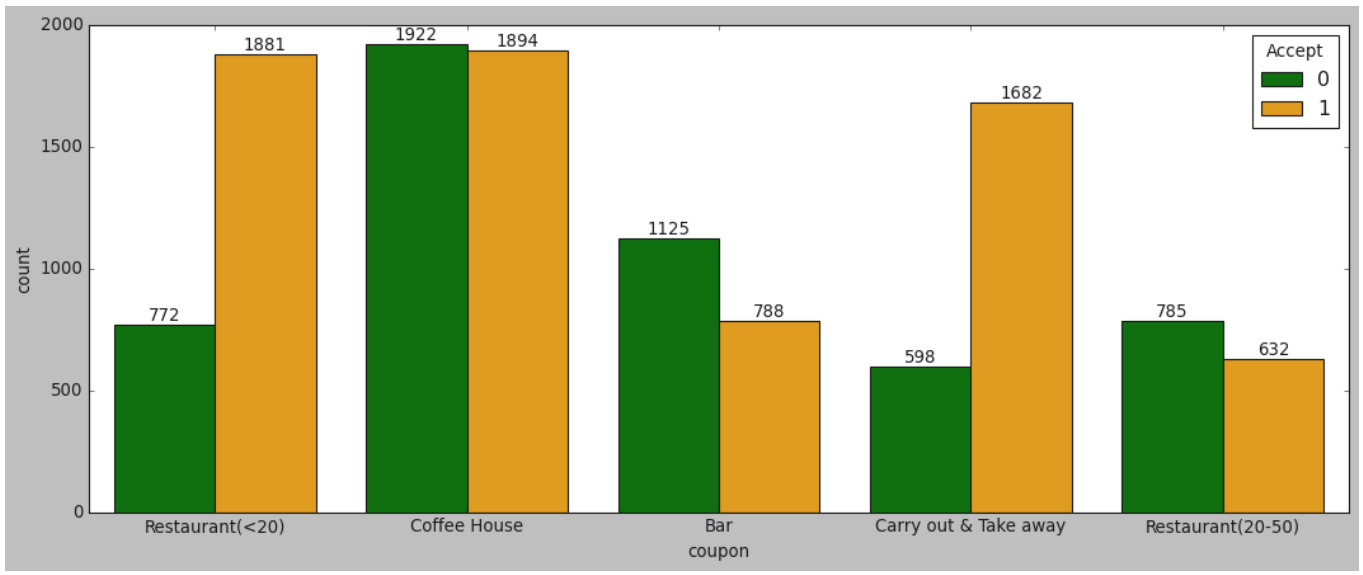 2000
1500
1000
500
0
count
1881
772
1922
1894
1125
788
598
1682
785
632
Accept
0
1
Restaurant(<20)
Coffee House
Bar
Carry out & Take away
Restaurant(20-50)
coupon